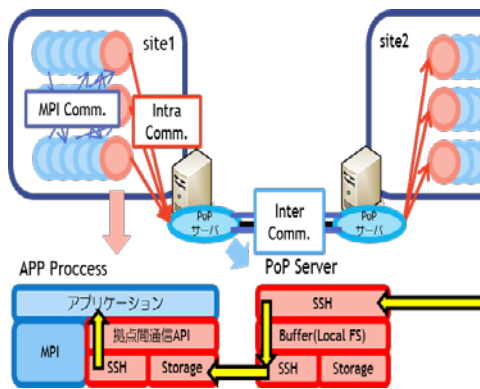 site1
site2
MPI Comm.
Intra
Comm.
PoP
サーバ
Inter
Comm.
PoP
サーバ
APP Proccess
PoP Server
アプリケーション
MPI
拠点間通信API
SSH
Storage
SSH
Buffer(Local FS)
SSH
Storage